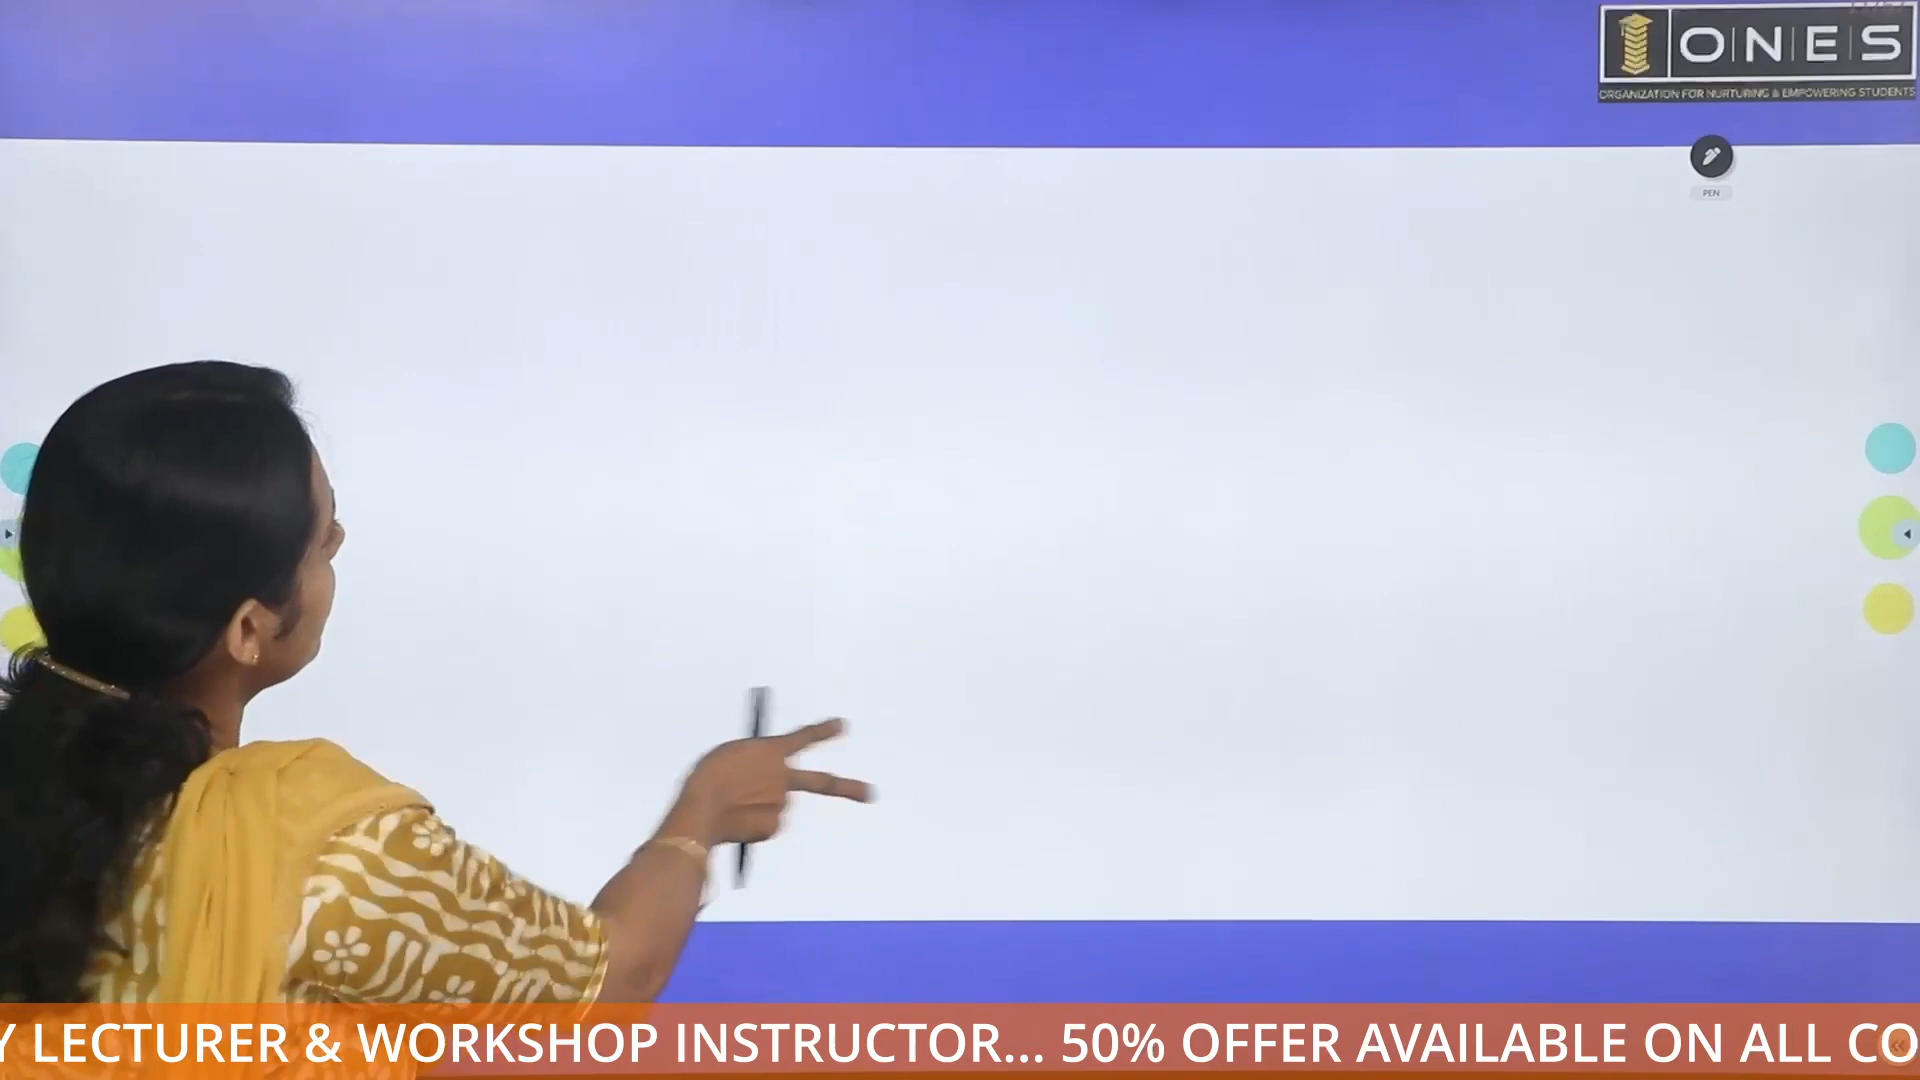 ONES
ORGANIZATION FOR NURTURING & EMPOWERING STUDENTS
PEN
Y LECTURER & WORKSHOP INSTRUCTOR... 50% OFFER AVAILABLE ON ALL CO